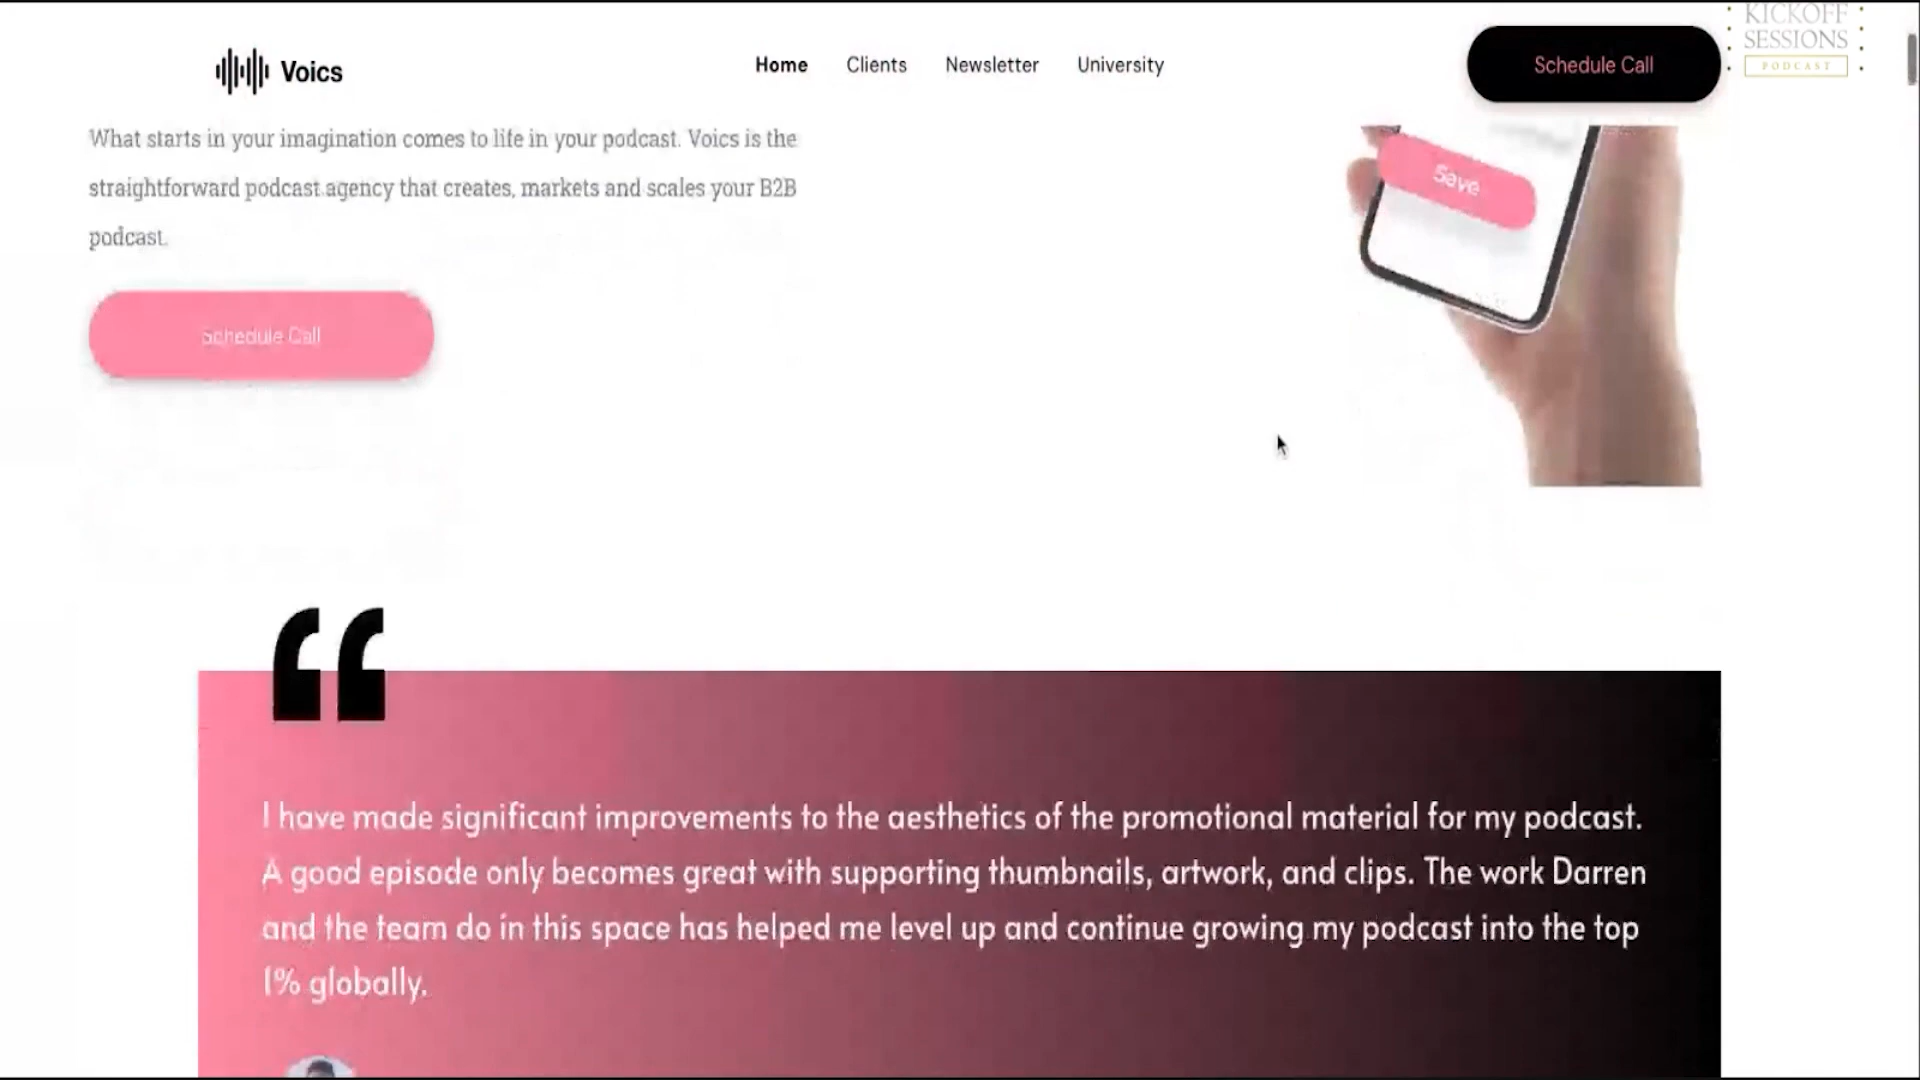 KICKOFF
SESSIONS
PODCAST
Voics
Home Clients Newsletter University
Schedule Call
What starts in your imagination comes to life in your podcast. Voics is the
straightforward podcast agency that creates, markets and scales your B2B
podcast.
Save
Schedule Call
“
I have made significant improvements to the aesthetics of the promotional material for my podcast.
A good episode only becomes great with supporting thumbnails, artwork, and clips. The work Darren
and the team do in this space has helped me level up and continue growing my podcast into the top
1% globally.